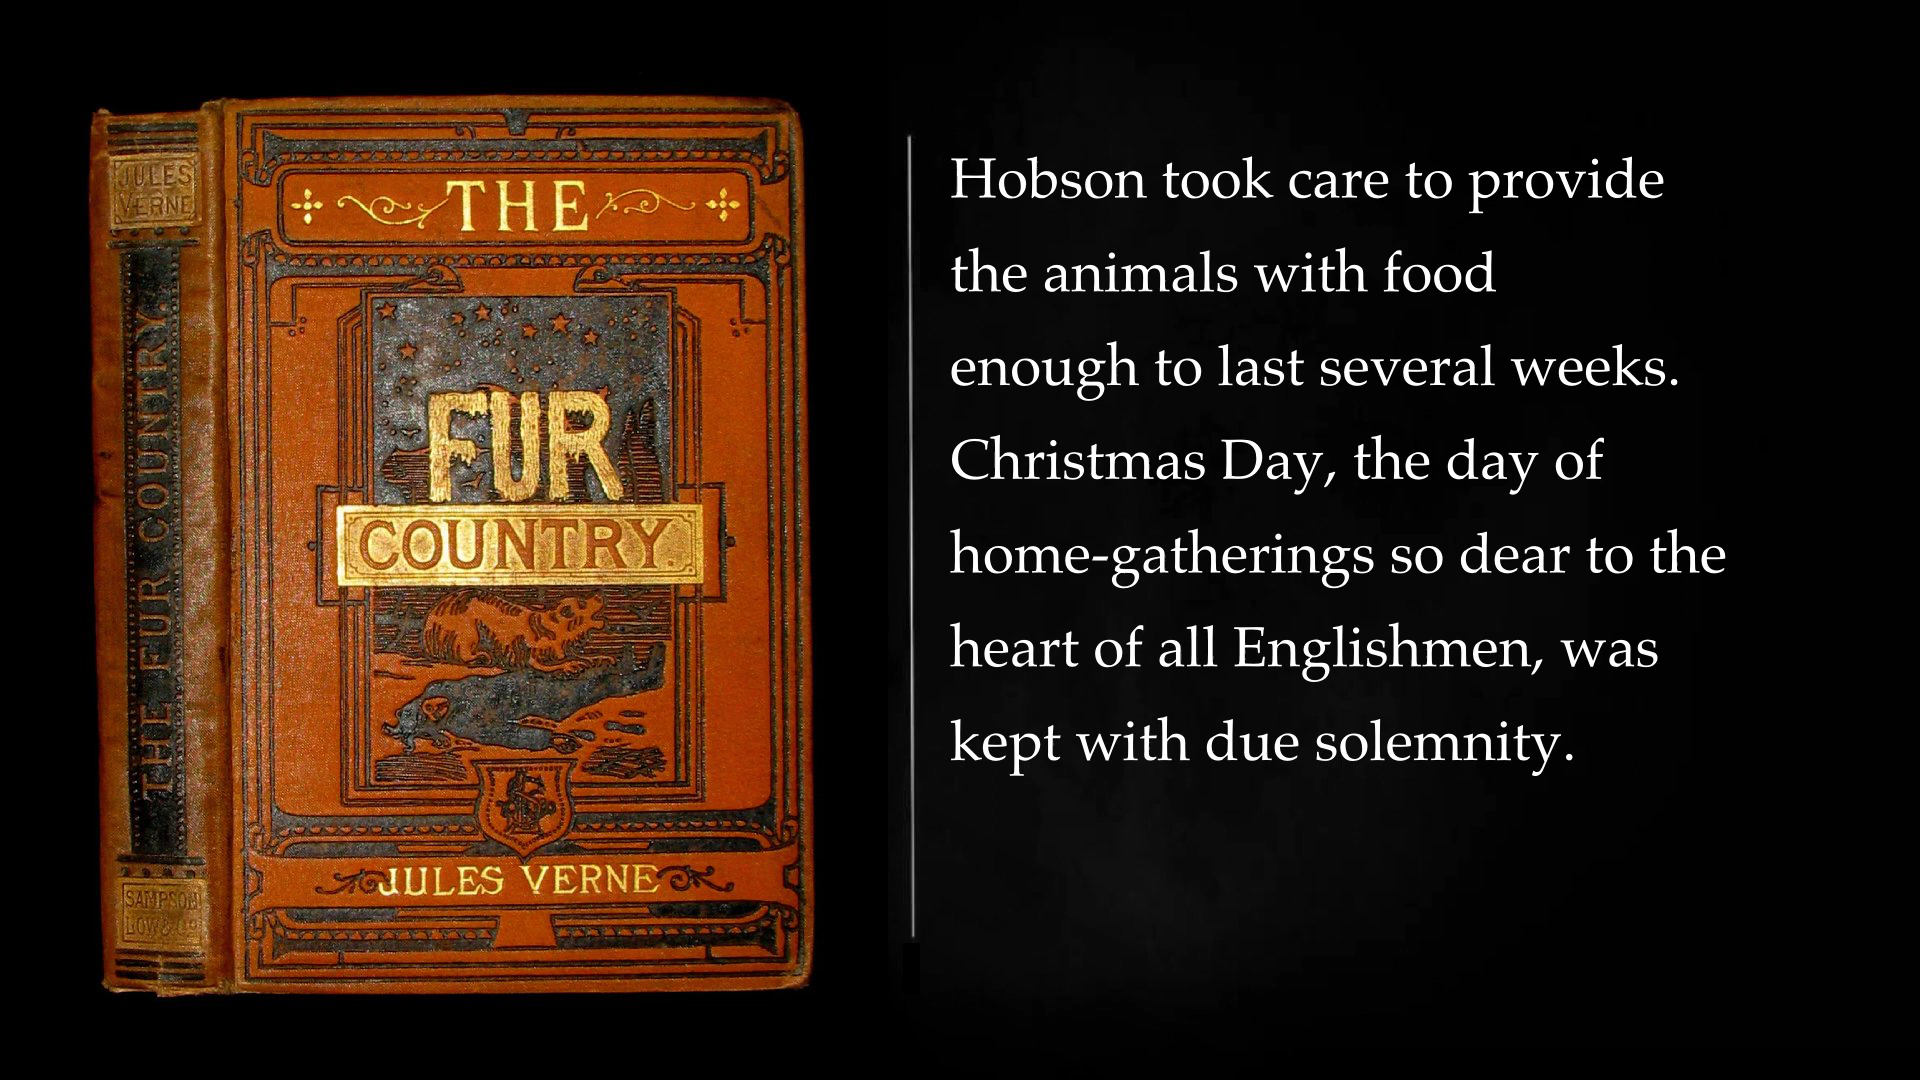 JULES
VERNE
THE FUR COUNTRY.
SAMPSON
LOW & CO
THE
FUR
COUNTRY.
JULES VERNE
Hobson took care to provide
the animals with food
enough to last several weeks.
Christmas Day, the day of
home-gatherings so dear to the
heart of all Englishmen, was
kept with due solemnity.